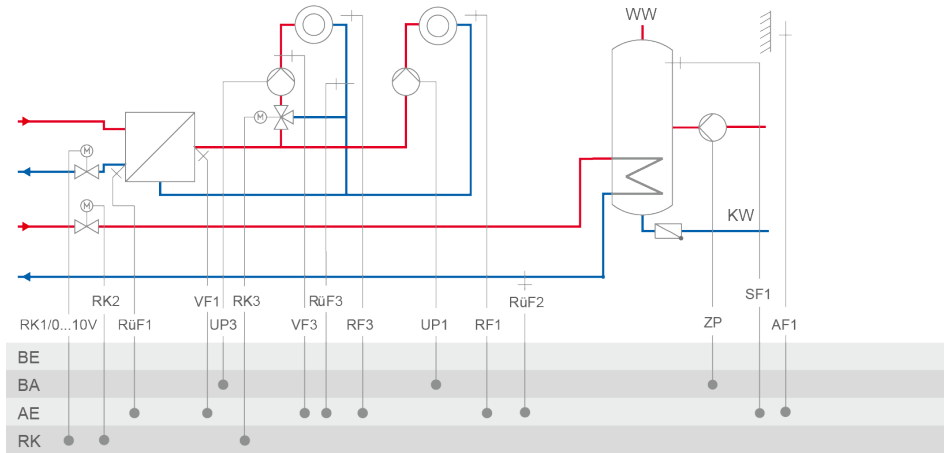 WW
M
M
M
KW
RK2 VF1 RK3 RüF3 RüF2 SF1
RK1/0...10V RüF1 UP3 VF3 RF3 UP1 RF1 ZP AF1
BE
BA
AE
RK